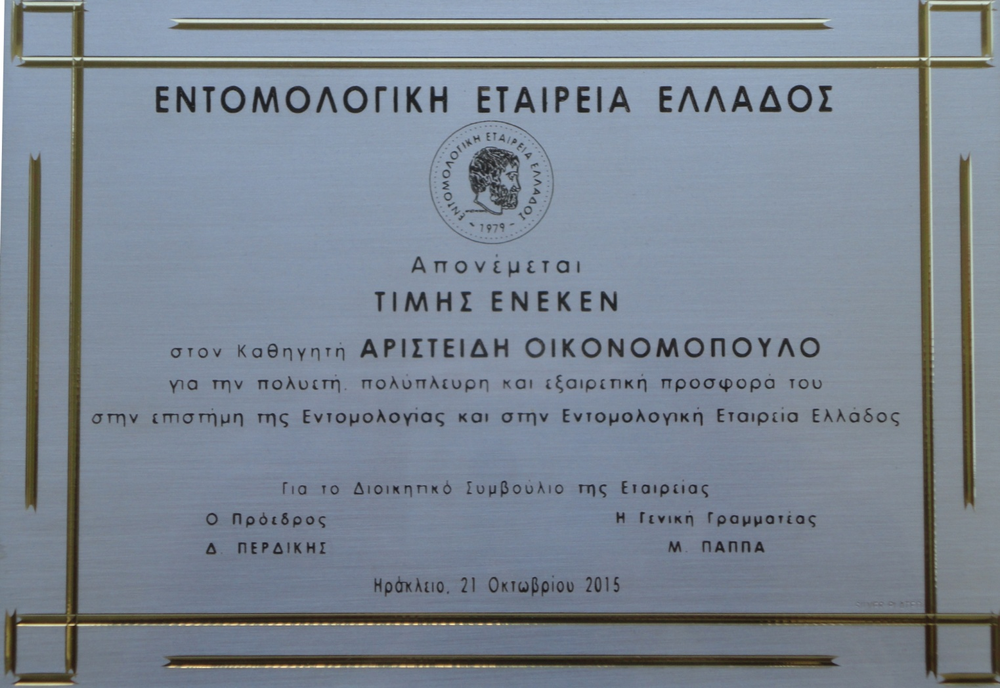 ΕΝΤΟΜΟΛΟΓΙΚΗ ΕΤΑΙΡΕΙΑ ΕΛΛΑΔΟΣ
ΕΝΤΟΜΟΛΟΓΙΚΗ ΕΤΑΙΡΕΙΑ ΕΛΛΑΔΟΣ
~ 1979 ~
Απονέμεται
ΤΙΜΗΣ ΕΝΕΚΕΝ
στον Καθηγητή ΑΡΙΣΤΕΙΔΗ ΟΙΚΟΝΟΜΟΠΟΥΛΟ
για την πολυετή, πολύπλευρη και εξαιρετική προσφορά του
στην επιστήμη της Εντομολογίας και στην Εντομολογική Εταιρεία Ελλάδος
Για το Διοικητικό Συμβούλιο της Εταιρείας
Ο Πρόεδρος
Δ. ΠΕΡΔΙΚΗΣ
Η Γενική Γραμματέας
Μ. ΠΑΠΠΑ
Ηράκλειο, 21 Οκτωβρίου 2015
SILVER PLATED